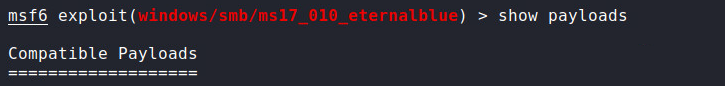 msf6 exploit(windows/smb/ms17_010_eternalblue) > show payloads
Compatible Payloads
===================